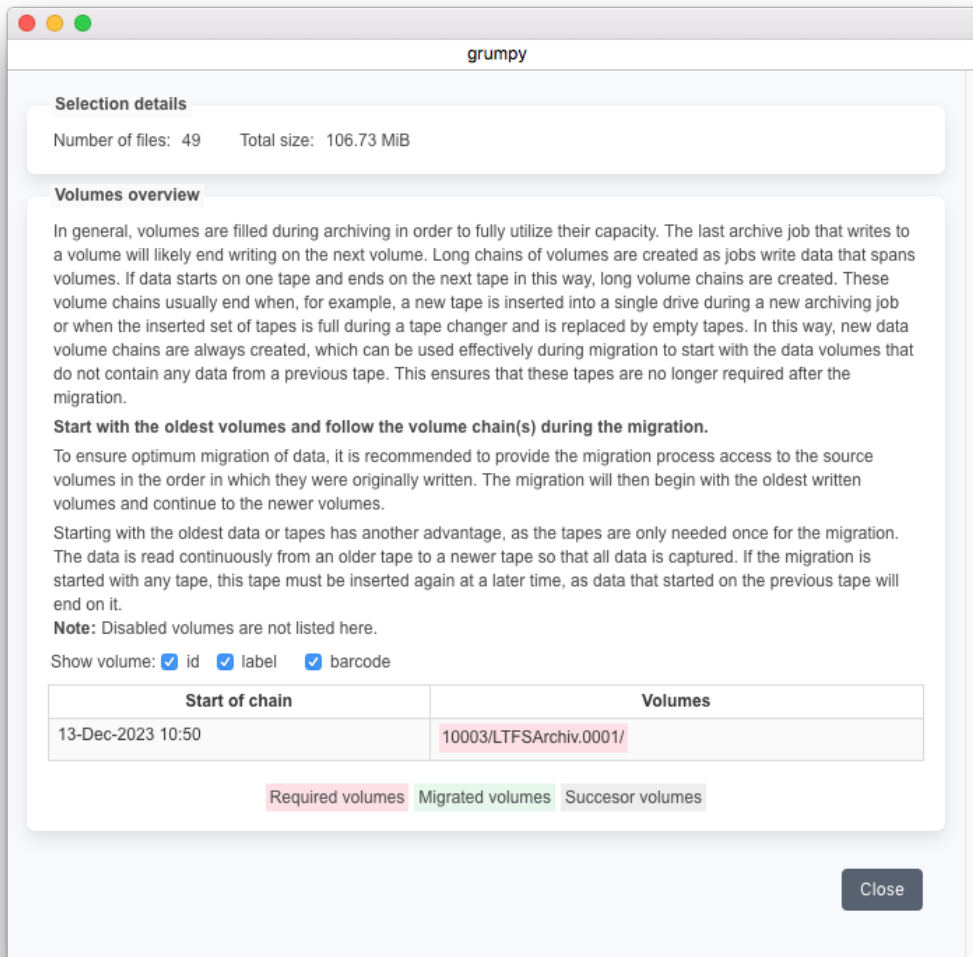 grumpy
Selection details
Number of files: 49 Total size: 106.73 MiB
Volumes overview
In general, volumes are filled during archiving in order to fully utilize their capacity. The last archive job that writes to
a volume will likely end writing on the next volume. Long chains of volumes are created as jobs write data that spans
volumes. If data starts on one tape and ends on the next tape in this way, long volume chains are created. These
volume chains usually end when, for example, a new tape is inserted into a single drive during a new archiving job
or when the inserted set of tapes is full during a tape changer and is replaced by empty tapes. In this way, new data
volume chains are always created, which can be used effectively during migration to start with the data volumes that
do not contain any data from a previous tape. This ensures that these tapes are no longer required after the
migration.
Start with the oldest volumes and follow the volume chain(s) during the migration.
To ensure optimum migration of data, it is recommended to provide the migration process access to the source
volumes in the order in which they were originally written. The migration will then begin with the oldest written
volumes and continue to the newer volumes.
Starting with the oldest data or tapes has another advantage, as the tapes are only needed once for the migration.
The data is read continuously from an older tape to a newer tape so that all data is captured. If the migration is
started with any tape, this tape must be inserted again at a later time, as data that started on the previous tape will
end on it.
Note: Disabled volumes are not listed here.
Show volume: id label barcode
Start of chain Volumes
13-Dec-2023 10:50 10003/LTFSArchiv.0001/
Required volumes Migrated volumes Succesor volumes
Close